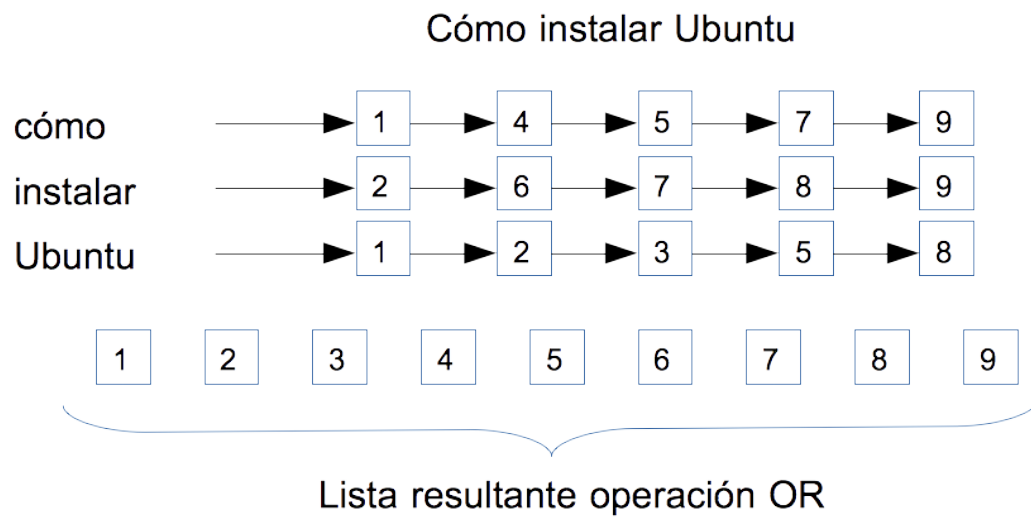 Cómo instalar Ubuntu
cómo 1 4 5 7 9
instalar 2 6 7 8 9
Ubuntu 1 2 3 5 8
1 2 3 4 5 6 7 8 9
Lista resultante operación OR